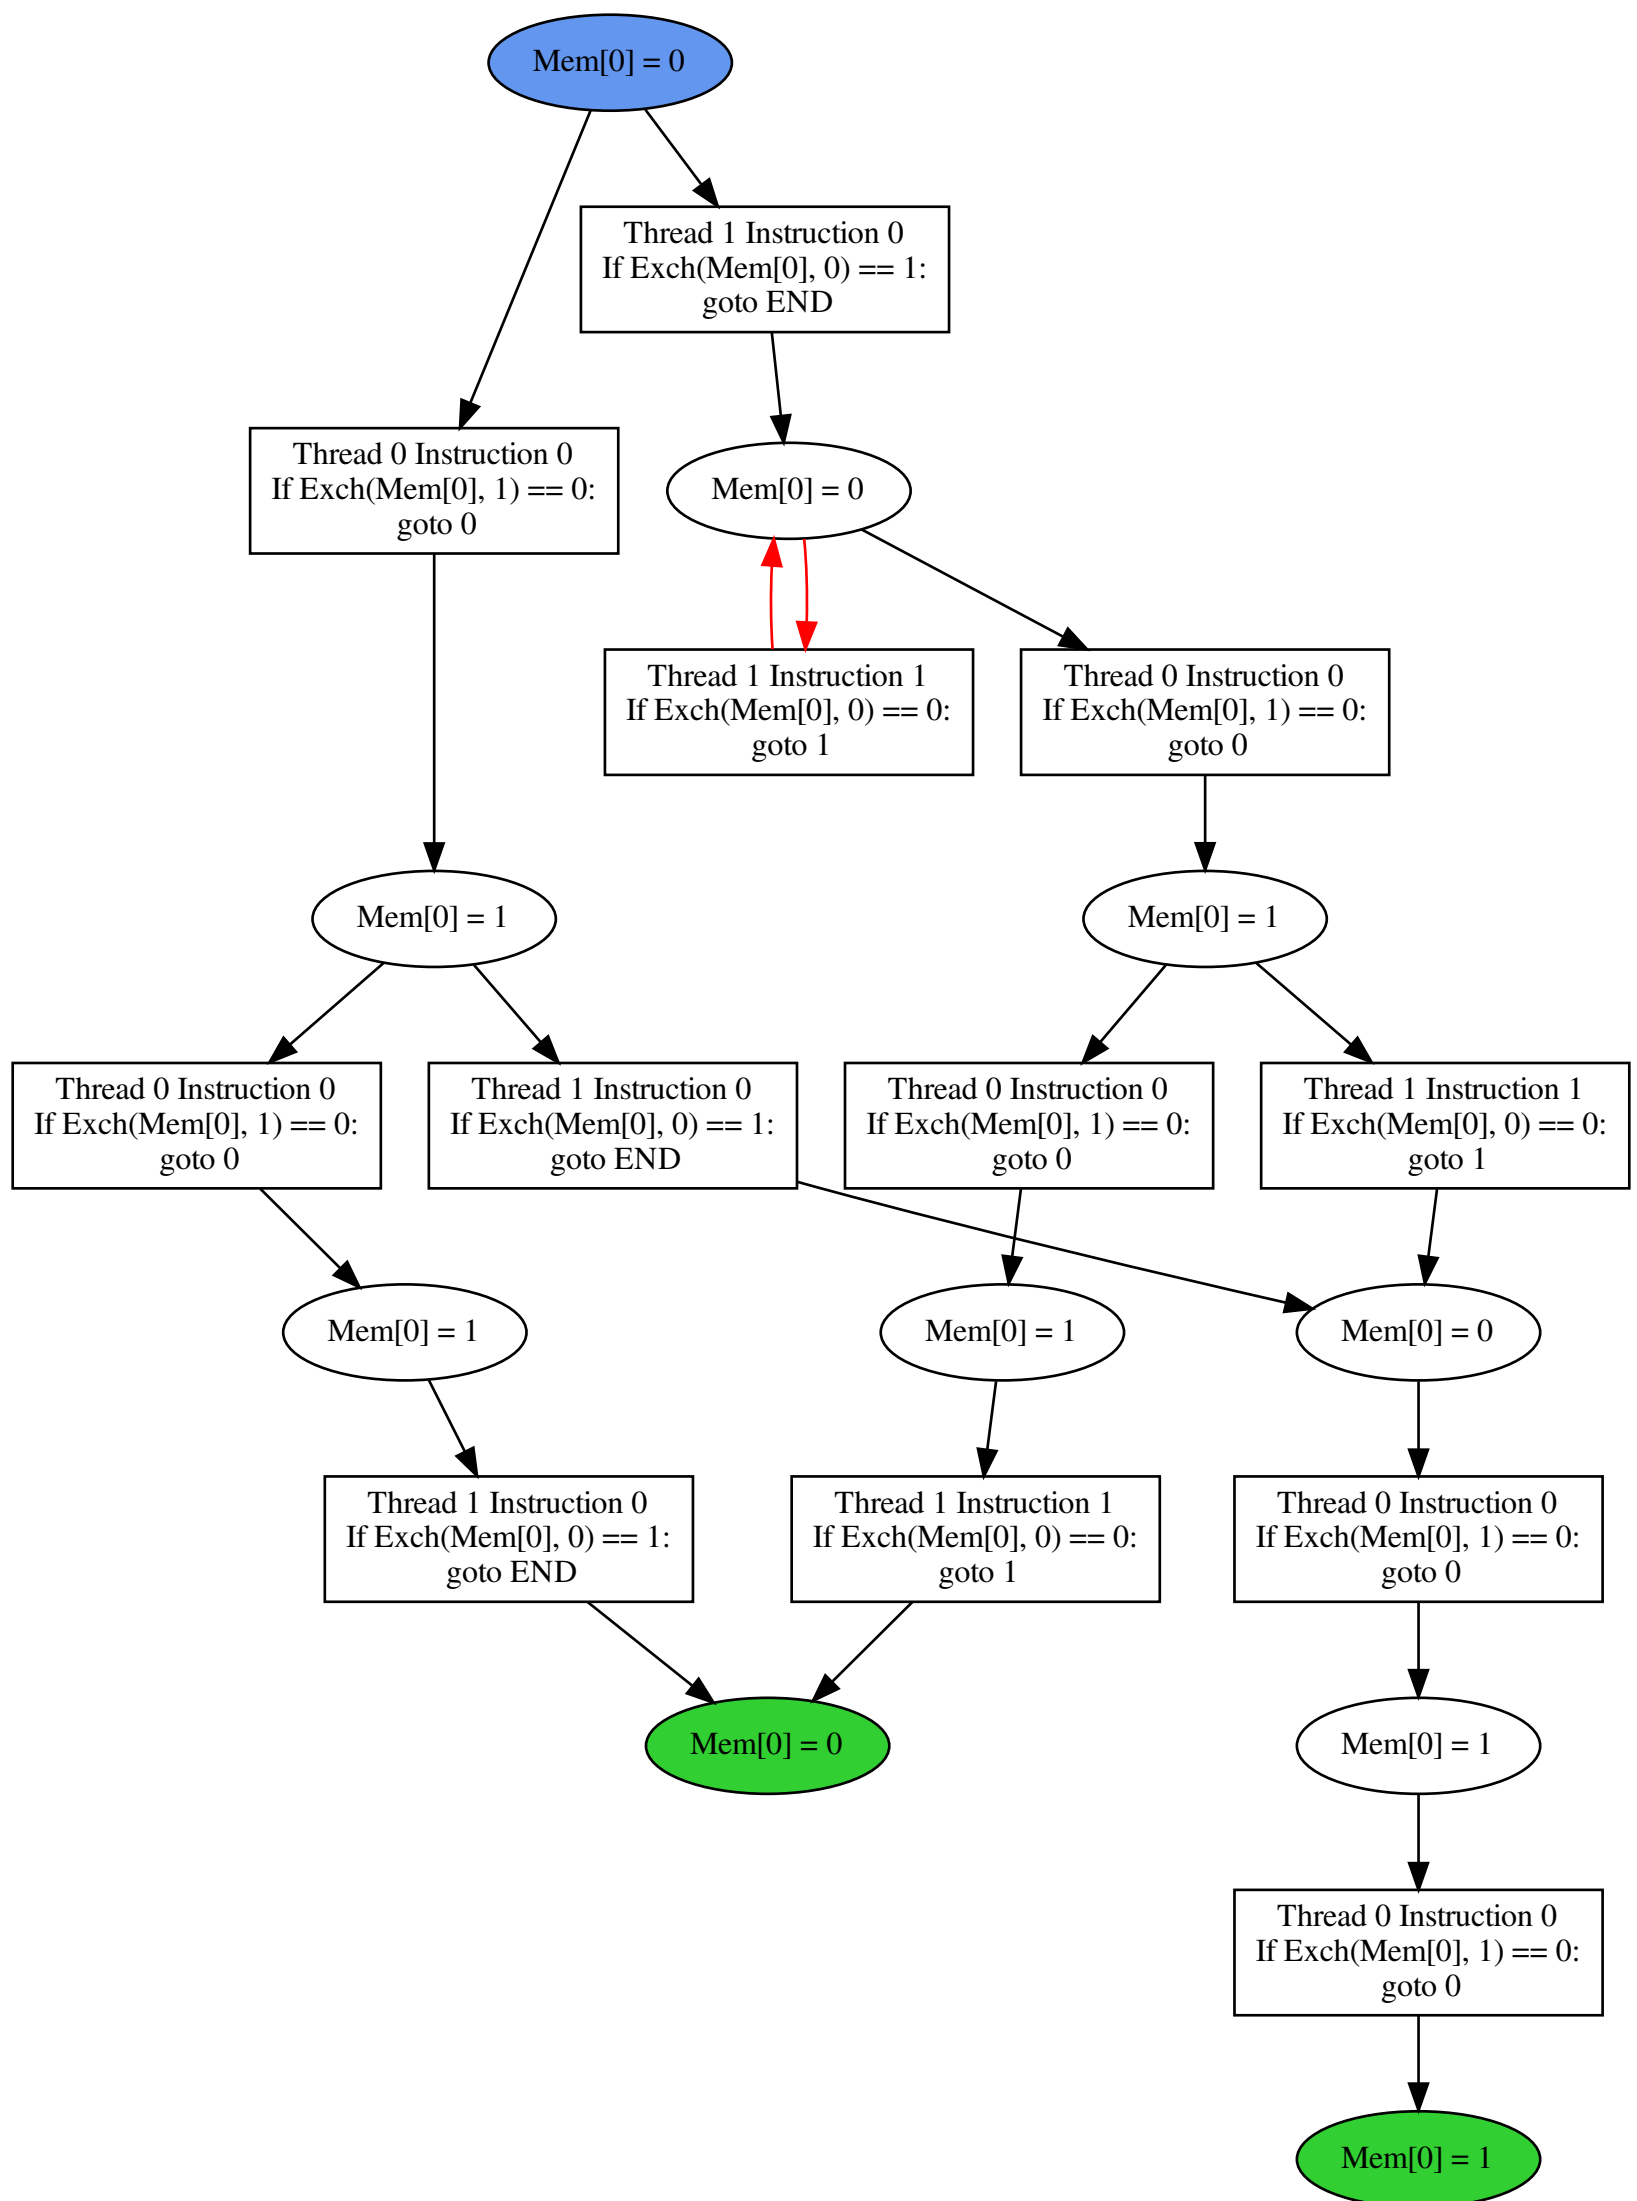 Mem[0] = 0
Thread 1 Instruction 0
If Exch(Mem[0], 0) == 1:
goto END
Thread 0 Instruction 0
If Exch(Mem[0], 1) == 0:
goto 0
Mem[0] = 0
Thread 1 Instruction 1
If Exch(Mem[0], 0) == 0:
goto 1
Thread 0 Instruction 0
If Exch(Mem[0], 1) == 0:
goto 0
Mem[0] = 1
Mem[0] = 1
Thread 0 Instruction 0
If Exch(Mem[0], 1) == 0:
goto 0
Thread 1 Instruction 0
If Exch(Mem[0], 0) == 1:
goto END
Thread 0 Instruction 0
If Exch(Mem[0], 1) == 0:
goto 0
Thread 1 Instruction 1
If Exch(Mem[0], 0) == 0:
goto 1
Mem[0] = 1
Mem[0] = 1
Mem[0] = 0
Thread 1 Instruction 0
If Exch(Mem[0], 0) == 1:
goto END
Thread 1 Instruction 1
If Exch(Mem[0], 0) == 0:
goto 1
Thread 0 Instruction 0
If Exch(Mem[0], 1) == 0:
goto 0
Mem[0] = 0
Mem[0] = 1
Thread 0 Instruction 0
If Exch(Mem[0], 1) == 0:
goto 0
Mem[0] = 1